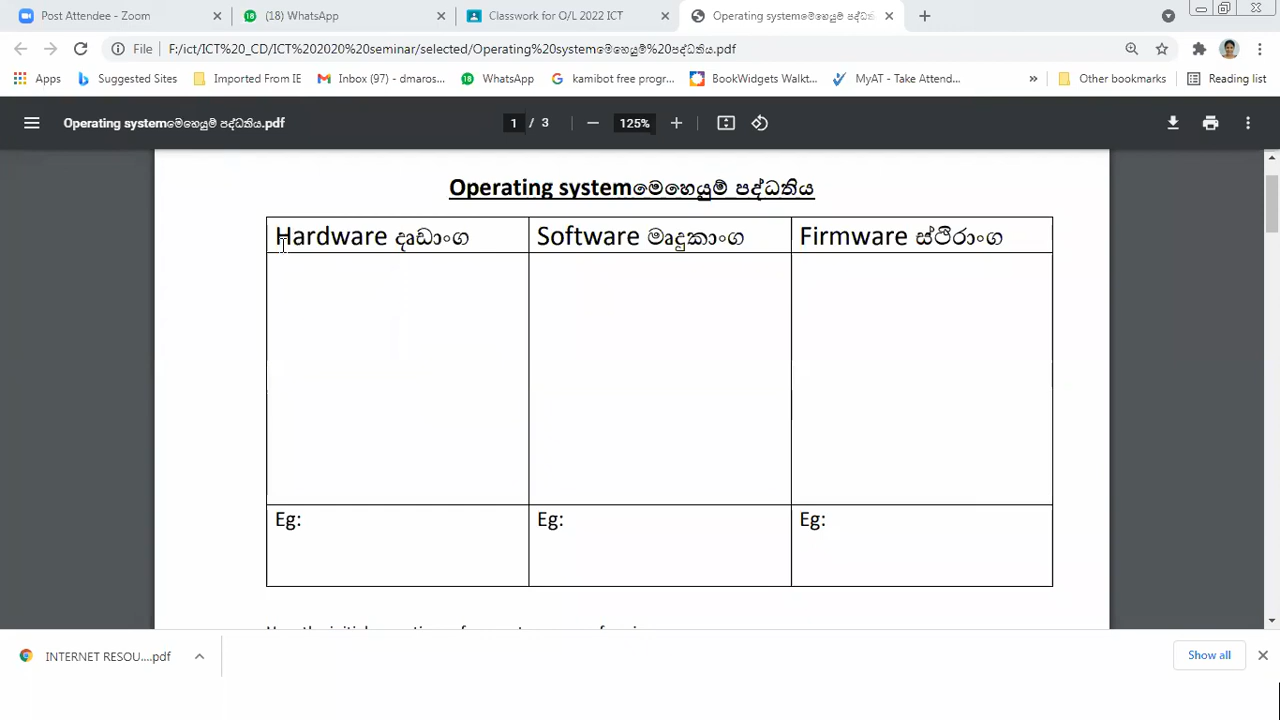 Post Attendee - Zoom
(18) WhatsApp
Classwork for O/L 2022 ICT
Operating systemමෙහෙයුම් පද්ධති
File
F:/ict/ICT%20_CD/ICT%202020%20seminar/selected/Operating%20systemමෙහෙයුම්%20පද්ධතිය.pdf
Apps
Suggested Sites
Imported From IE
Inbox (97) - dmaros...
WhatsApp
kamibot free progr...
BookWidgets Walkt...
MyAT - Take Attend...
»
Other bookmarks
Reading list
Operating systemමෙහෙයුම් පද්ධතිය.pdf
1 / 3
125%
Operating systemමෙහෙයුම් පද්ධතිය
Hardware දෘඩාංග
Software මෘදුකාංග
Firmware ස්ථිරාංග
Eg:
Eg:
Eg:
INTERNET RESOU....pdf
Show all